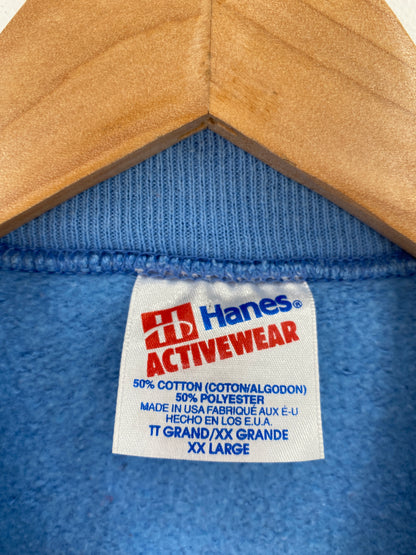 Hanes®
ACTIVEWEAR
50% COTTON (COTON/ALGODON)
50% POLYESTER
MADE IN USA FABRIQUÉ AUX É-U
HECHO EN LOS E.U.A.
TT GRAND/XX GRANDE
XX LARGE